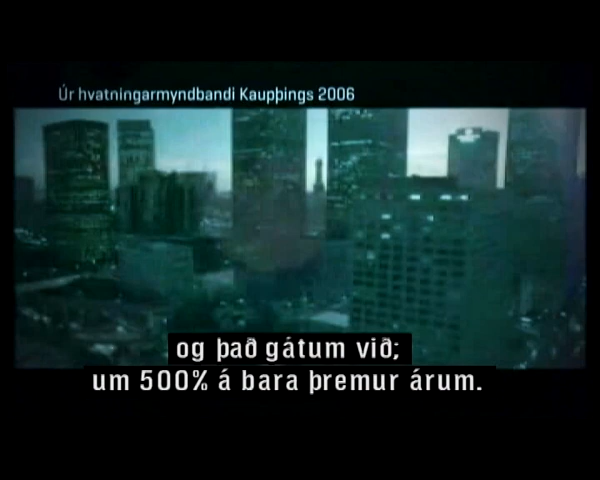 Úr hvatningarmyndbandi Kaupþings 2006
og það gátum við;
um 500% á bara þremur árum.